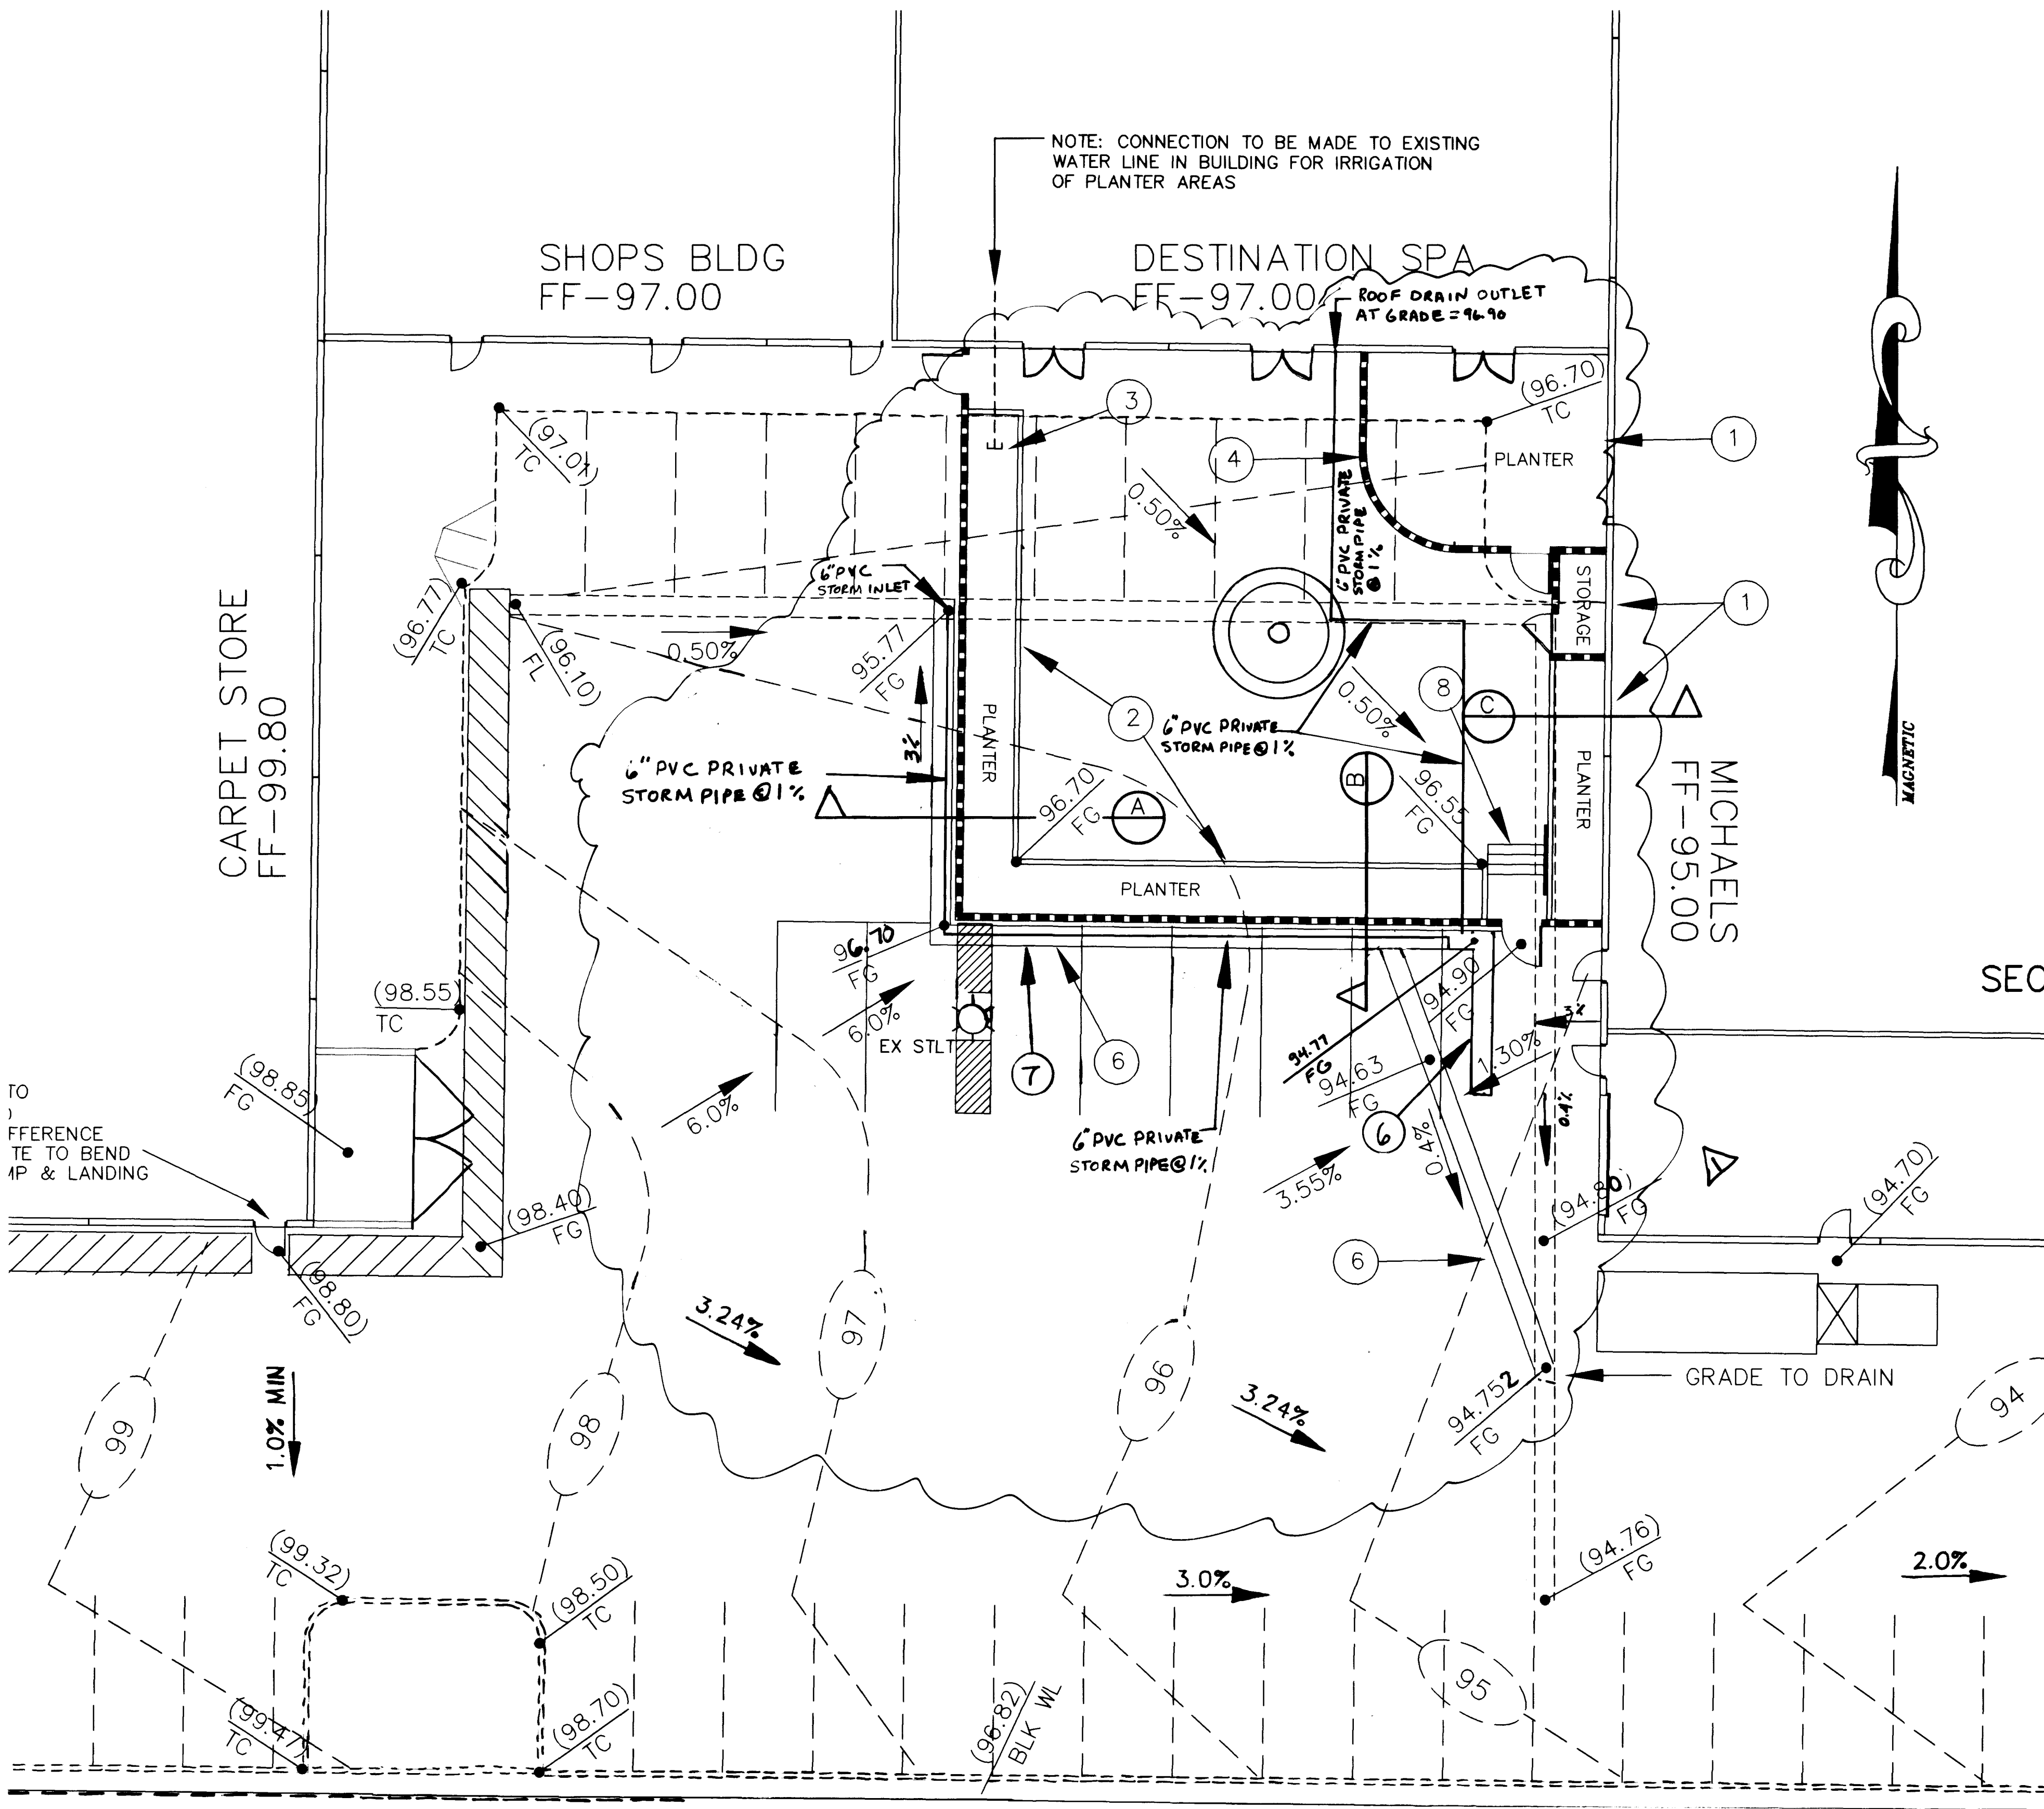 NOTE: CONNECTION TO BE MADE TO EXISTING
WATER LINE IN BUILDING FOR IRRIGATION
OF PLANTER AREAS
SHOPS BLDG
FF-97.00
DESTINATION SPA
FF-97.00
ROOF DRAIN OUTLET
AT GRADE = 96.90
(96.70)
TC
3
1
4
PLANTER
(97.07)
TC
0.50%
6" PVC PRIVATE
STORM PIPE
@ 1%
6" PVC
STORM INLET
STORAGE
1
(96.77)
TC
(96.10)
FL
0.50%
95.77
FG
CARPET STORE
FF-99.80
3%
PLANTER
2
6" PVC PRIVATE
STORM PIPE @ 1%
0.50%
8
C
6" PVC PRIVATE
STORM PIPE @ 1%
96.70
FG
A
B
96.55
FG
PLANTER
MICHAELS
FF-95.00
MAGNETIC
PLANTER
96.70
FG
(98.55)
TC
6.0%
EX STLT
7
6
94.90
FG
94.77
FG
94.63
FG
1.30%
3%
SEC
6.0%
(98.85)
FG
TO
)
FFERENCE
TE TO BEND
MP & LANDING
6" PVC PRIVATE
STORM PIPE @ 1%
6
0.4%
0.4%
3.55%
1
(94.70)
FG
(94.80)
FG
(98.40)
FG
6
(98.80)
FG
3.24%
97
96
3.24%
94.752
FG
GRADE TO DRAIN
94
99
1.0% MIN
98
(99.32)
TC
(98.50)
TC
3.0%
(94.76)
FG
2.0%
95
(99.47)
TC
(98.70)
TC
(96.82)
BLK WL